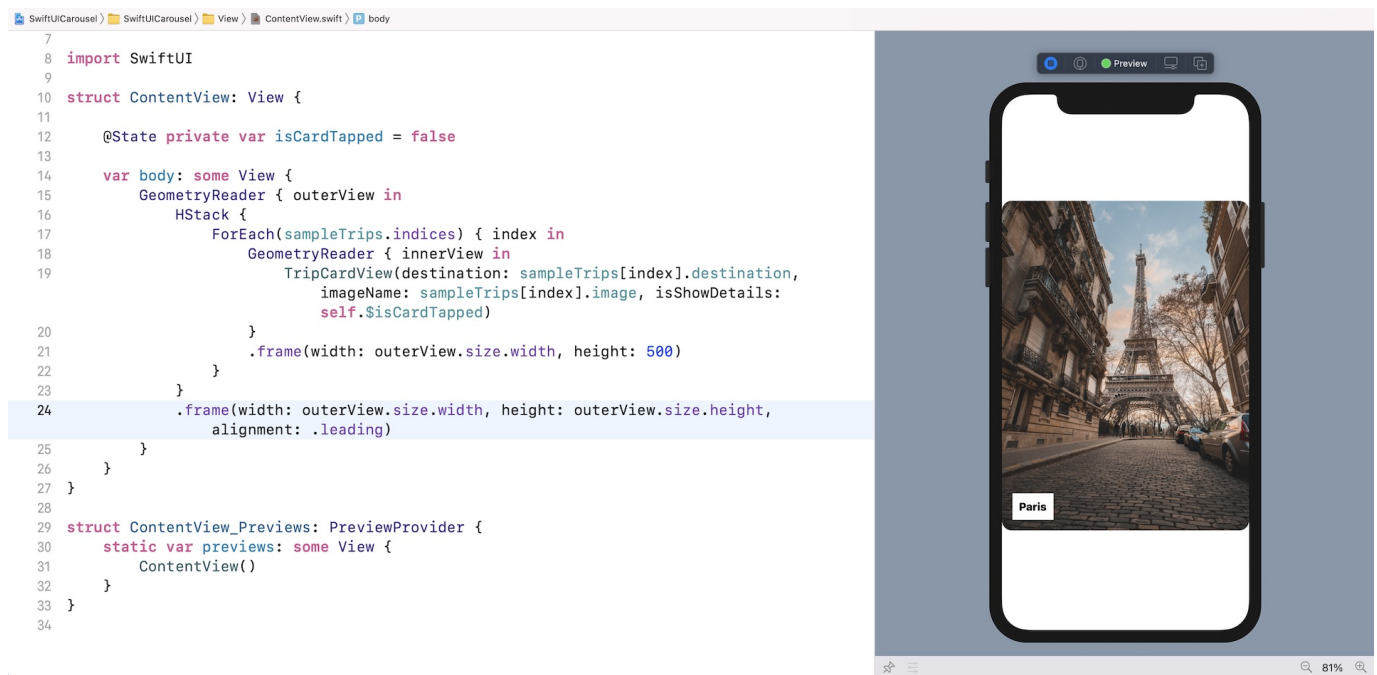 SwiftUICarousel 〉 SwiftUICarousel 〉 View 〉 ContentView.swift 〉 P body
7
8 import SwiftUI
9
10 struct ContentView: View {
11
12     @State private var isCardTapped = false
13
14     var body: some View {
15         GeometryReader { outerView in
16             HStack {
17                 ForEach(sampleTrips.indices) { index in
18                     GeometryReader { innerView in
19                         TripCardView(destination: sampleTrips[index].destination,
                            imageName: sampleTrips[index].image, isShowDetails:
                            self.$isCardTapped)
20                     }
21                     .frame(width: outerView.size.width, height: 500)
22                 }
23             }
24             .frame(width: outerView.size.width, height: outerView.size.height,
                alignment: .leading)
25         }
26     }
27 }
28
29 struct ContentView_Previews: PreviewProvider {
30     static var previews: some View {
31         ContentView()
32     }
33 }
34
Preview
Paris
81%